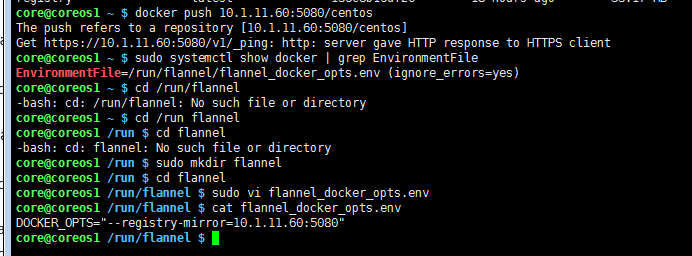 core@coreos1 ~ $ docker push 10.1.11.60:5080/centos
The push refers to a repository [10.1.11.60:5080/centos]
Get https://10.1.11.60:5080/v1/_ping: http: server gave HTTP response to HTTPS client
core@coreos1 ~ $ sudo systemctl show docker | grep EnvironmentFile
EnvironmentFile=/run/flannel/flannel_docker_opts.env (ignore_errors=yes)
core@coreos1 ~ $ cd /run/flannel
-bash: cd: /run/flannel: No such file or directory
core@coreos1 ~ $ cd /run flannel
core@coreos1 /run $ cd flannel
-bash: cd: flannel: No such file or directory
core@coreos1 /run $ sudo mkdir flannel
core@coreos1 /run $ cd flannel
core@coreos1 /run/flannel $ sudo vi flannel_docker_opts.env
core@coreos1 /run/flannel $ cat flannel_docker_opts.env
DOCKER_OPTS="--registry-mirror=10.1.11.60:5080"
core@coreos1 /run/flannel $